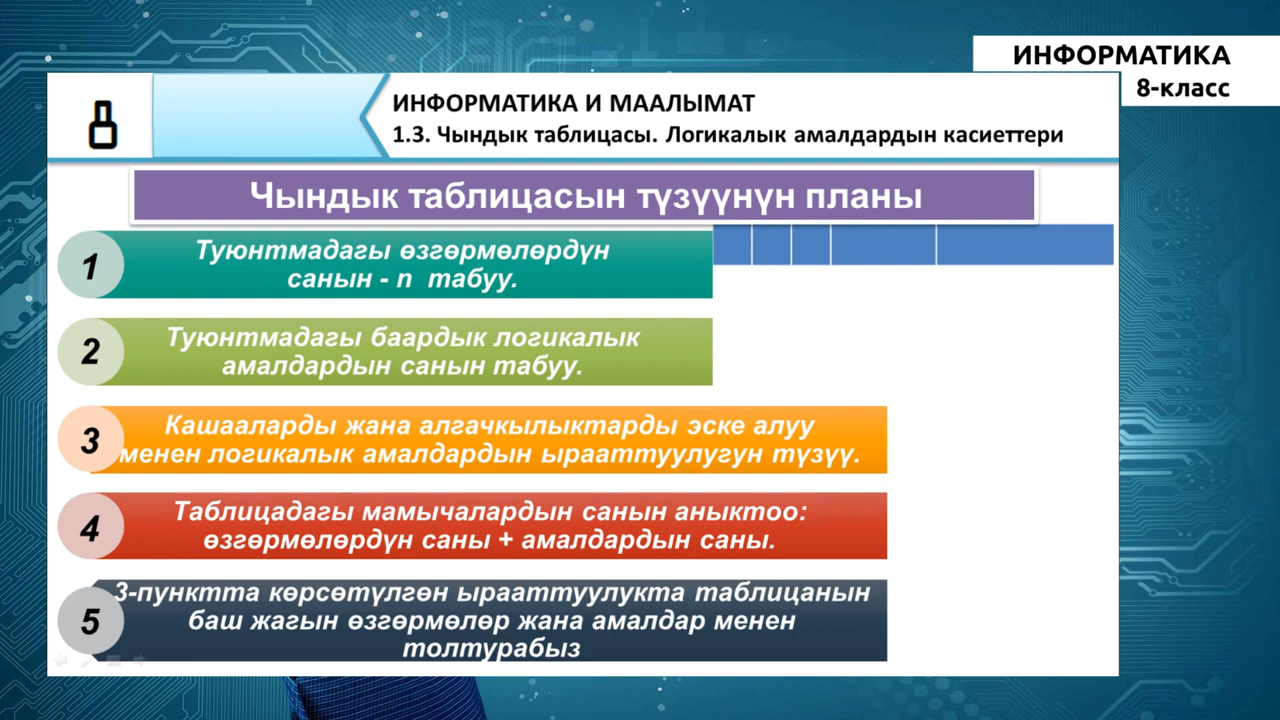 ИНФОРМАТИКА
8-класс
ИНФОРМАТИКА И МААЛЫМАТ
1.3. Чындык таблицасы. Логикалык амалдардын касиеттери
Чындык таблицасын түзүүнүн планы
1
Туюнтмадагы өзгөрмөлөрдүн
санын - n табуу.
2
Туюнтмадагы баардык логикалык
амалдардын санын табуу.
3
Кашааларды жана алгачкылыктарды эске алуу
менен логикалык амалдардын ырааттуулугун түзүү.
4
Таблицадагы мамычалардын санын аныктоо:
өзгөрмөлөрдүн саны + амалдардын саны.
5
3-пунктта көрсөтүлгөн ырааттуулукта таблицанын
баш жагын өзгөрмөлөр жана амалдар менен
толтурабыз